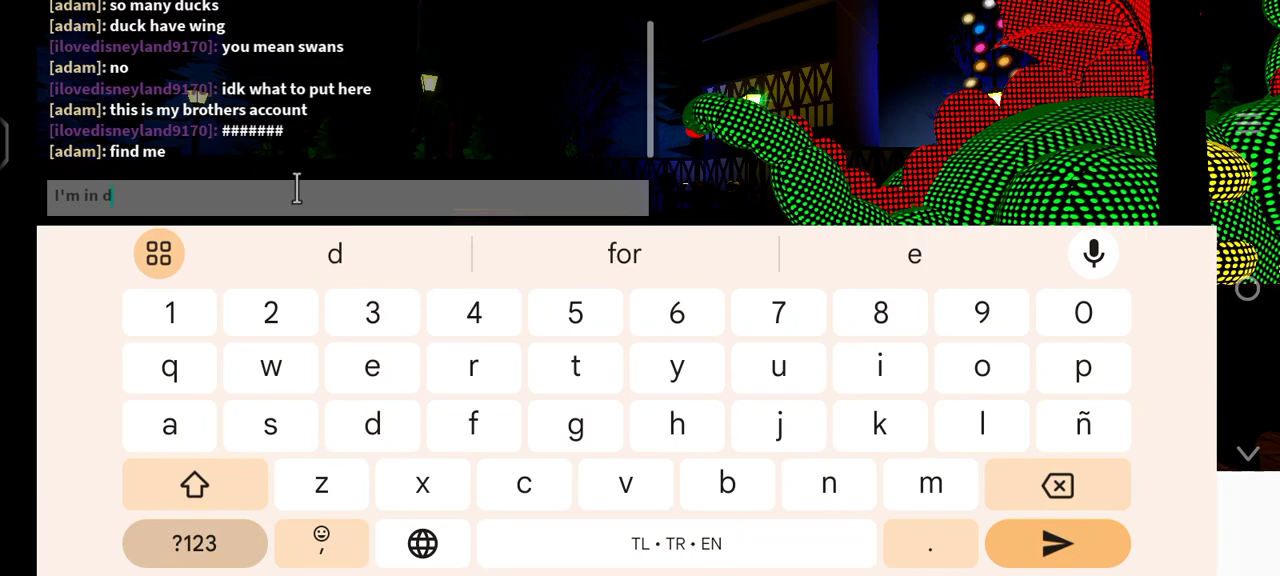 [adam]: so many ducks
[adam]: duck have wing
[ilovedisneyland9170]: you mean swans
[adam]: no
[ilovedisneyland9170]: idk what to put here
[adam]: this is my brothers account
[ilovedisneyland9170]: #######
[adam]: find me
I'm in d
d for e
1 2 3 4 5 6 7 8 9 0
q w e r t y u i o p
a s d f g h j k l ñ
z x c v b n m
?123 , TL • TR • EN .